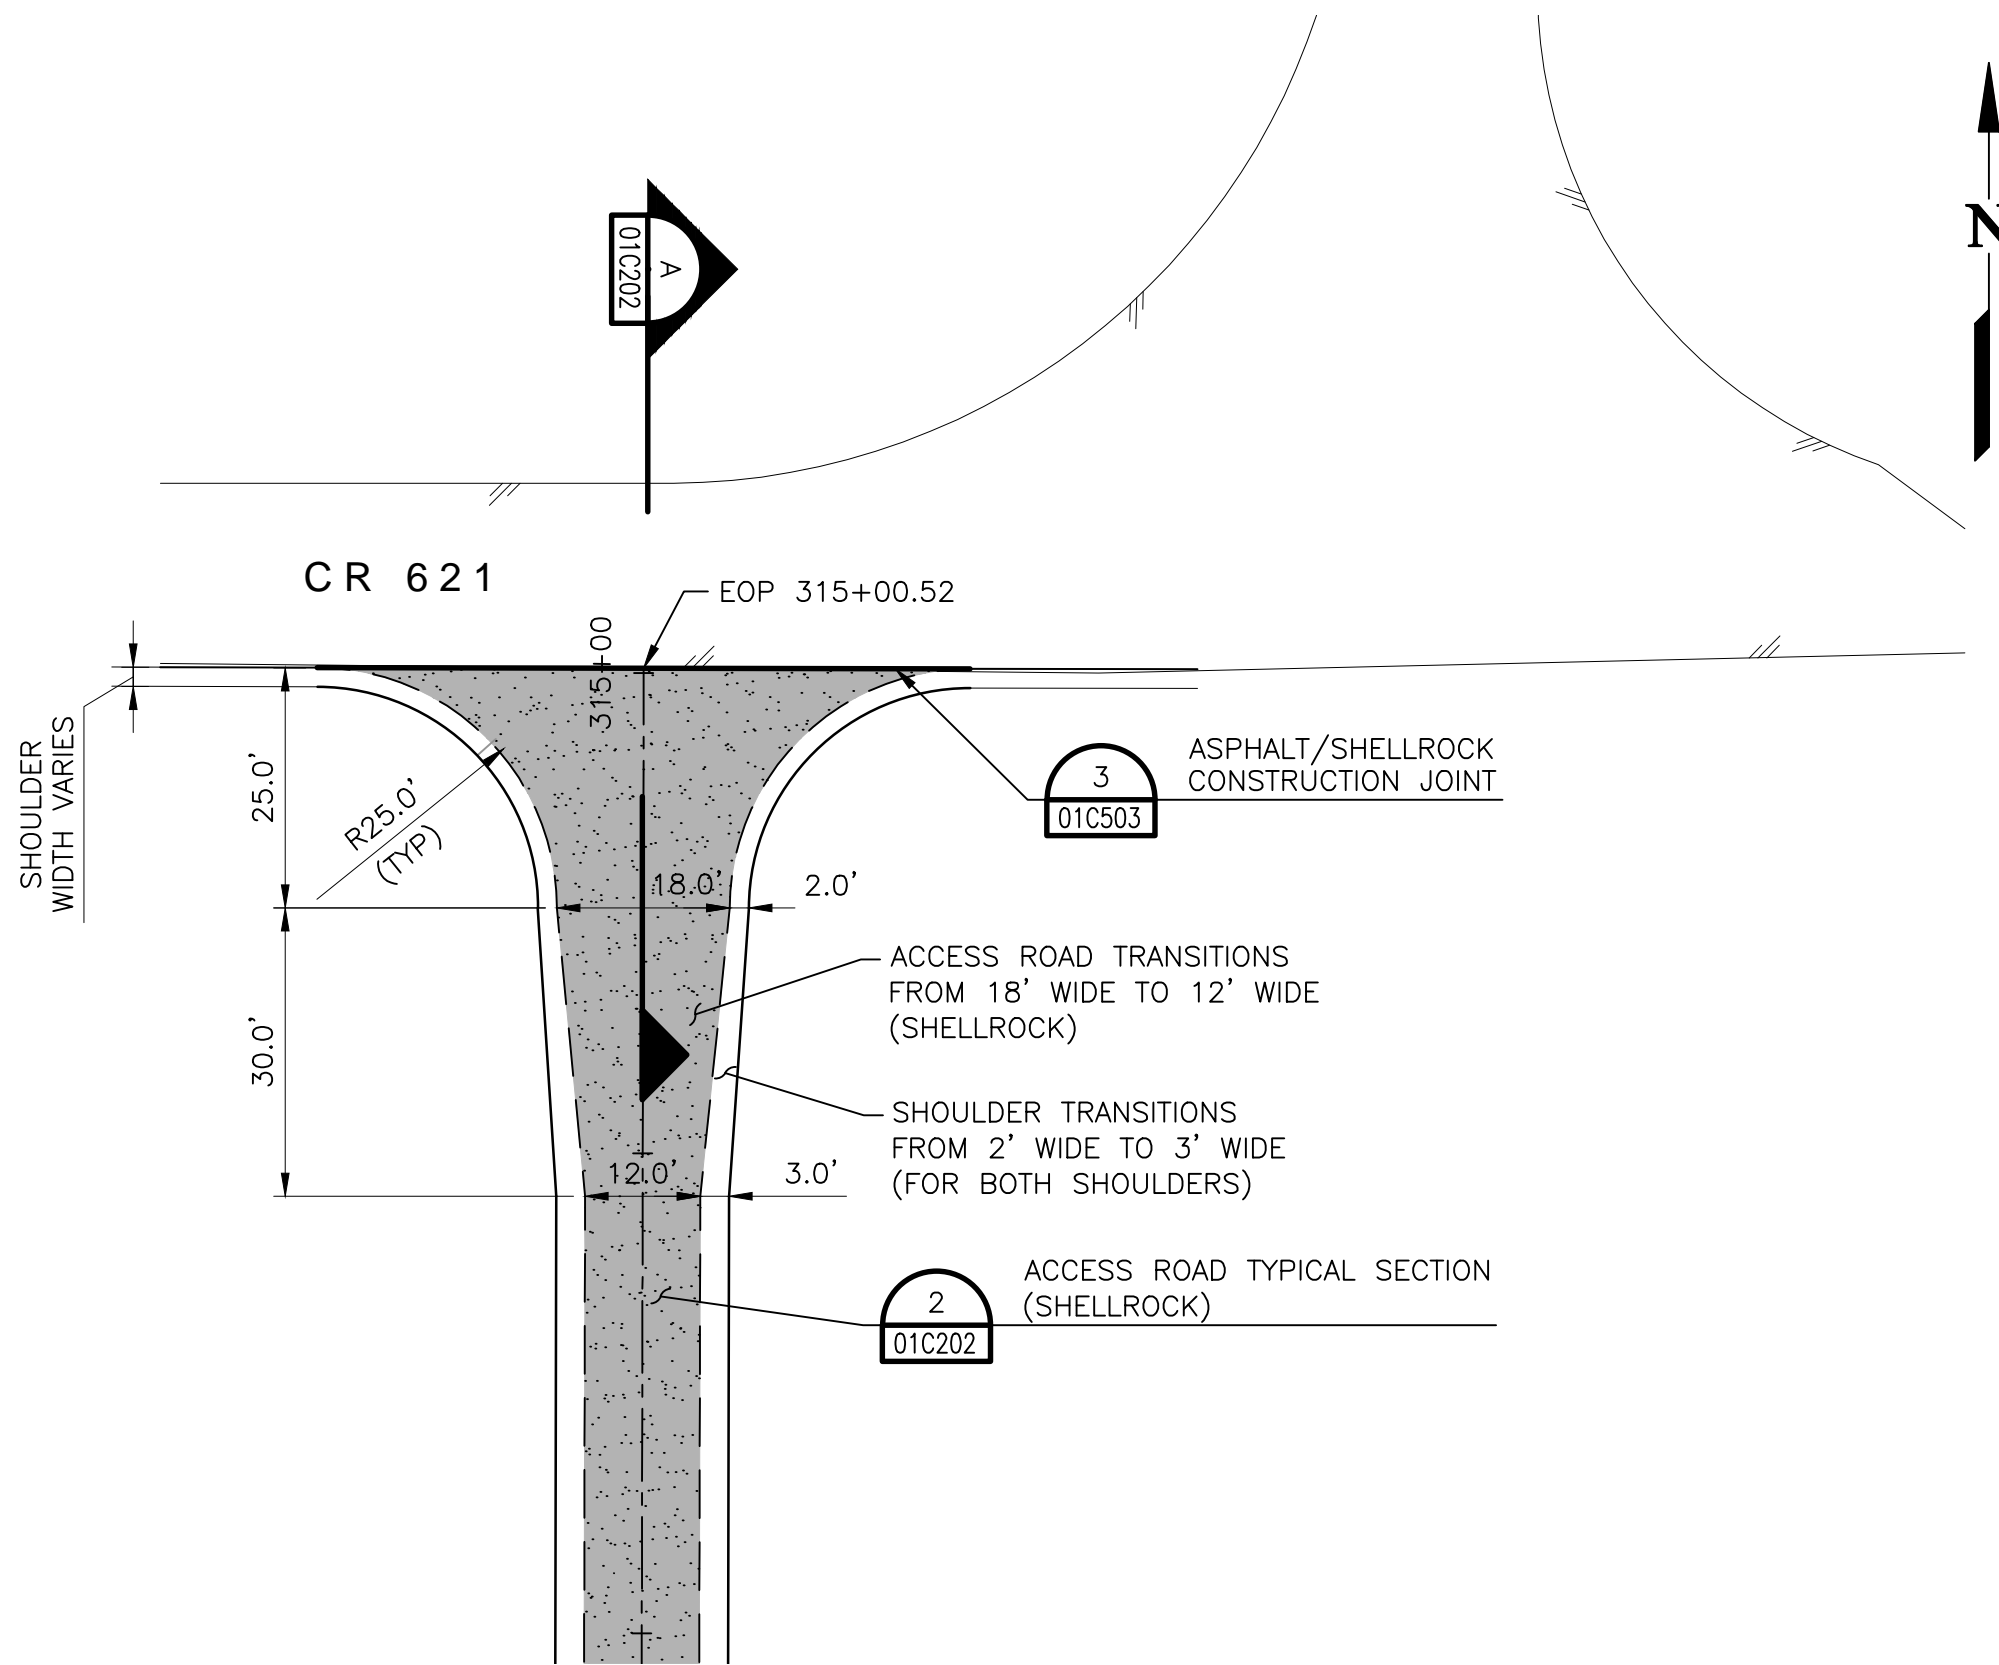 01C202
A
N
CR 621
EOP 315+00.52
315+00
SHOULDER
WIDTH VARIES
25.0'
R25.0'
(TYP)
3
01C503
ASPHALT/SHELLROCK
CONSTRUCTION JOINT
18.0'
2.0'
ACCESS ROAD TRANSITIONS
FROM 18' WIDE TO 12' WIDE
(SHELLROCK)
30.0'
SHOULDER TRANSITIONS
FROM 2' WIDE TO 3' WIDE
(FOR BOTH SHOULDERS)
12.0'
3.0'
2
01C202
ACCESS ROAD TYPICAL SECTION
(SHELLROCK)